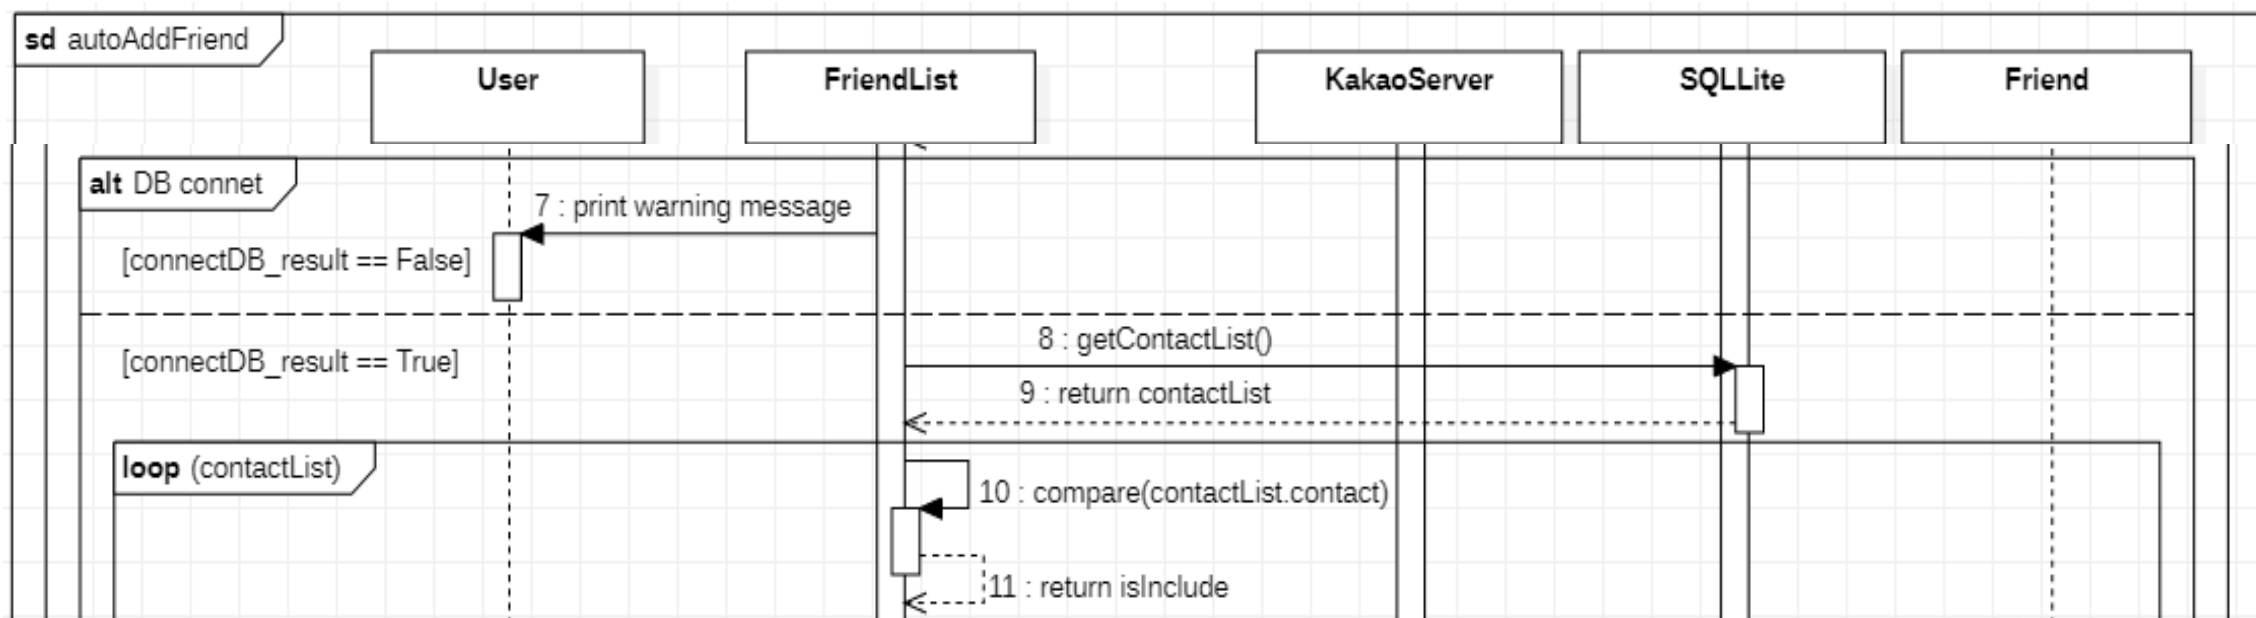 sd autoAddFriend
User
FriendList
KakaoServer
SQLLite
Friend
alt DB connet
7 : print warning message
[connectDB_result == False]
8 : getContactList()
[connectDB_result == True]
9 : return contactList
loop (contactList)
10 : compare(contactList.contact)
11 : return isInclude